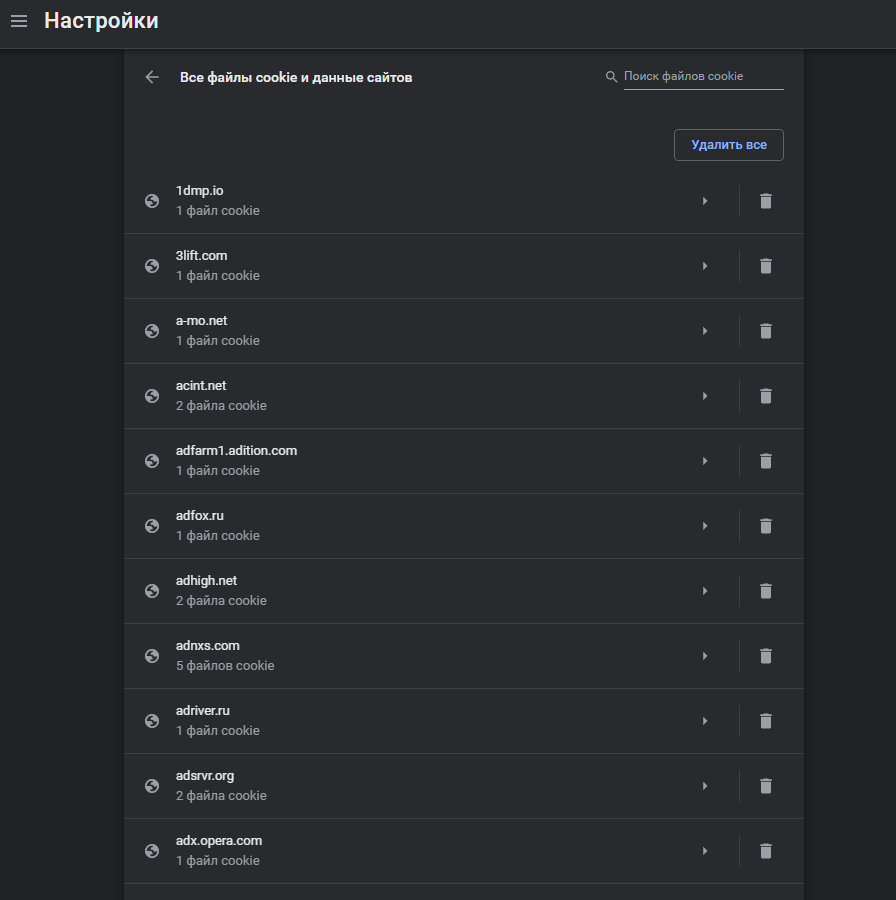 Настройки
Все файлы cookie и данные сайтов
Поиск файлов cookie
Удалить все
1dmp.io
1 файл cookie
3lift.com
1 файл cookie
a-mo.net
1 файл cookie
acint.net
2 файла cookie
adfarm1.adition.com
1 файл cookie
adfox.ru
1 файл cookie
adhigh.net
2 файла cookie
adnxs.com
5 файлов cookie
adriver.ru
1 файл cookie
adsrvr.org
2 файла cookie
adx.opera.com
1 файл cookie